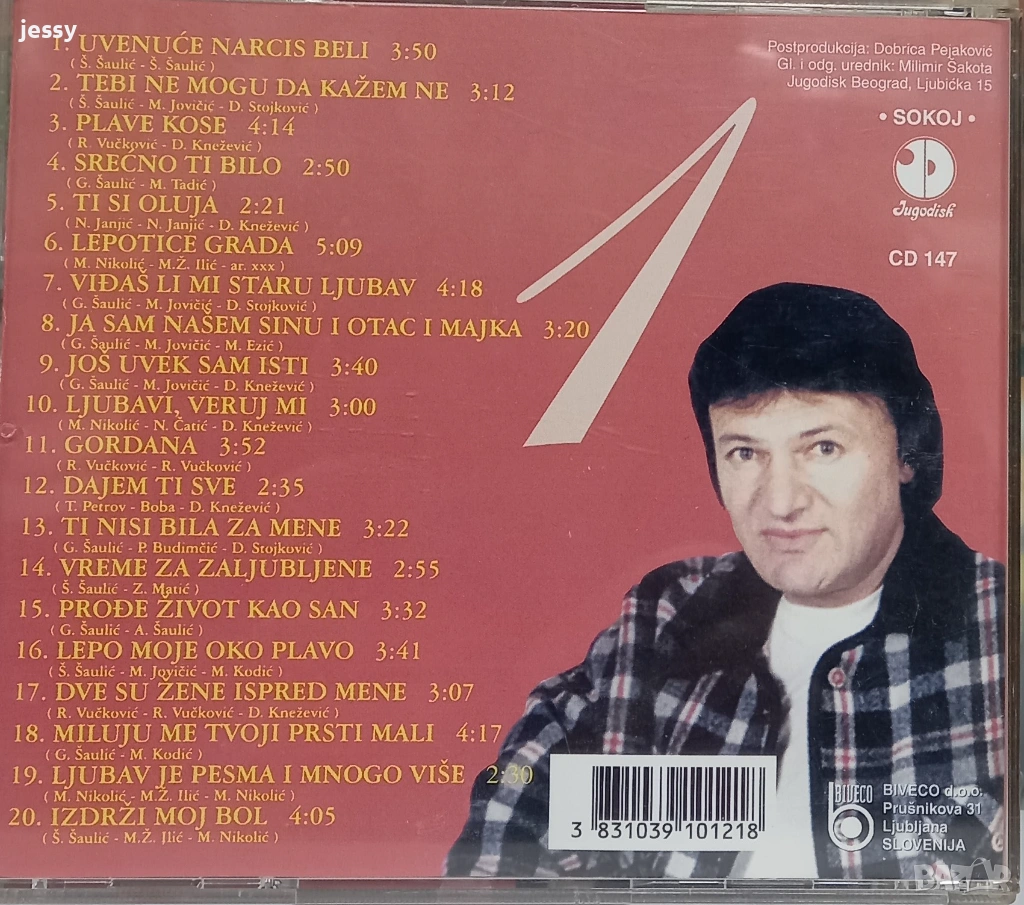 jessy
1. UVENUĆE NARCIS BELI 3:50
( Š. Šaulić - Š. Šaulić )
2. TEBI NE MOGU DA KAŽEM NE 3:12
( Š. Šaulić - M. Jovičić - D. Stojković )
3. PLAVE KOSE 4:14
( R. Vučković - D. Knežević )
4. SREĆNO TI BILO 2:50
( G. Šaulić - M. Tadić )
5. TI SI OLUJA 2:21
( N. Janjić - N. Janjić - D. Knežević )
6. LEPOTICE GRADA 5:09
( M. Nikolić - M.Ž. Ilić - ar. xxx )
7. VIĐAŠ LI MI STARU LJUBAV 4:18
( G. Šaulić - M. Jovičić - D. Stojković )
8. JA SAM NAŠEM SINU I OTAC I MAJKA 3:20
( G. Šaulić - M. Jovičić - M. Ezić )
9. JOŠ UVEK SAM ISTI 3:40
( G. Šaulić - M. Jovičić - D. Knežević )
10. LJUBAVI, VERUJ MI 3:00
( M. Nikolić - N. Ćatić - D. Knežević )
11. GORDANA 3:52
( R. Vučković - R. Vučković )
12. DAJEM TI SVE 2:35
( T. Petrov - Boba - D. Knežević )
13. TI NISI BILA ZA MENE 3:22
( G. Šaulić - P. Budimčić - D. Stojković )
14. VREME ZA ZALJUBLJENE 2:55
( Š. Šaulić - Z. Matić )
15. PROĐE ŽIVOT KAO SAN 3:32
( G. Šaulić - A. Šaulić )
16. LEPO MOJE OKO PLAVO 3:41
( Š. Šaulić - M. Jovičić - M. Kodić )
17. DVE SU ŽENE ISPRED MENE 3:07
( R. Vučković - R. Vučković - D. Knežević )
18. MILUJU ME TVOJI PRSTI MALI 4:17
( G. Šaulić - M. Kodić )
19. LJUBAV JE PESMA I MNOGO VIŠE 2:30
( M. Nikolić - M.Ž. Ilić - M. Nikolić )
20. IZDRŽI MOJ BOL 4:05
( Š. Šaulić - M.Ž. Ilić - M. Nikolić )
Postprodukcija: Dobrica Pejaković
Gl. i odg. urednik: Milimir Šakota
Jugodisk Beograd, Ljubićka 15
• SOKOJ •
Jugodisk
CD 147
1
3 831039 101218
BIVECO
BIVECO d.o.o.
Prušnikova 31
Ljubljana
SLOVENIJA
BAZAR